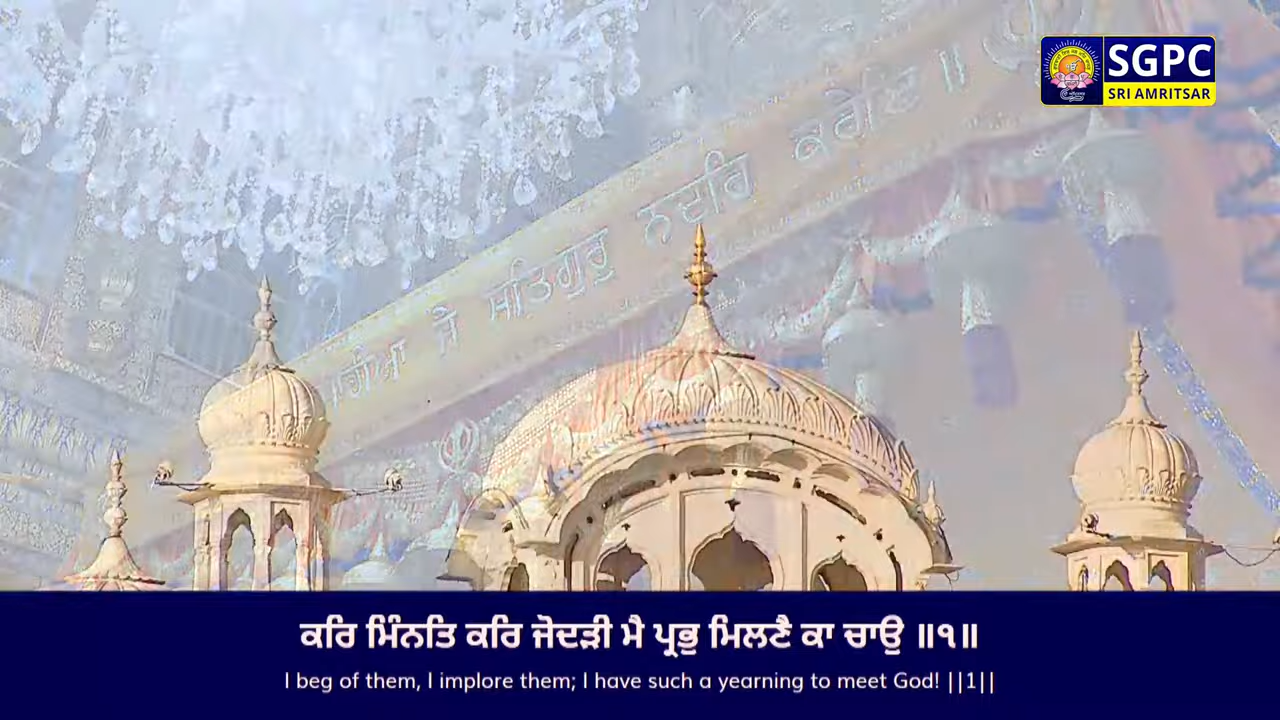 SGPC
SRI AMRITSAR
ਜੇ ਸਤਿਗੁਰੁ ਨਦਰਿ ਕਰੇਇ ॥
ਕਰਿ ਮਿੰਨਤਿ ਕਰਿ ਜੋਦੜੀ ਮੈ ਪ੍ਰਭੁ ਮਿਲਣੈ ਕਾ ਚਾਉ ॥੧॥
I beg of them, I implore them; I have such a yearning to meet God! ||1||